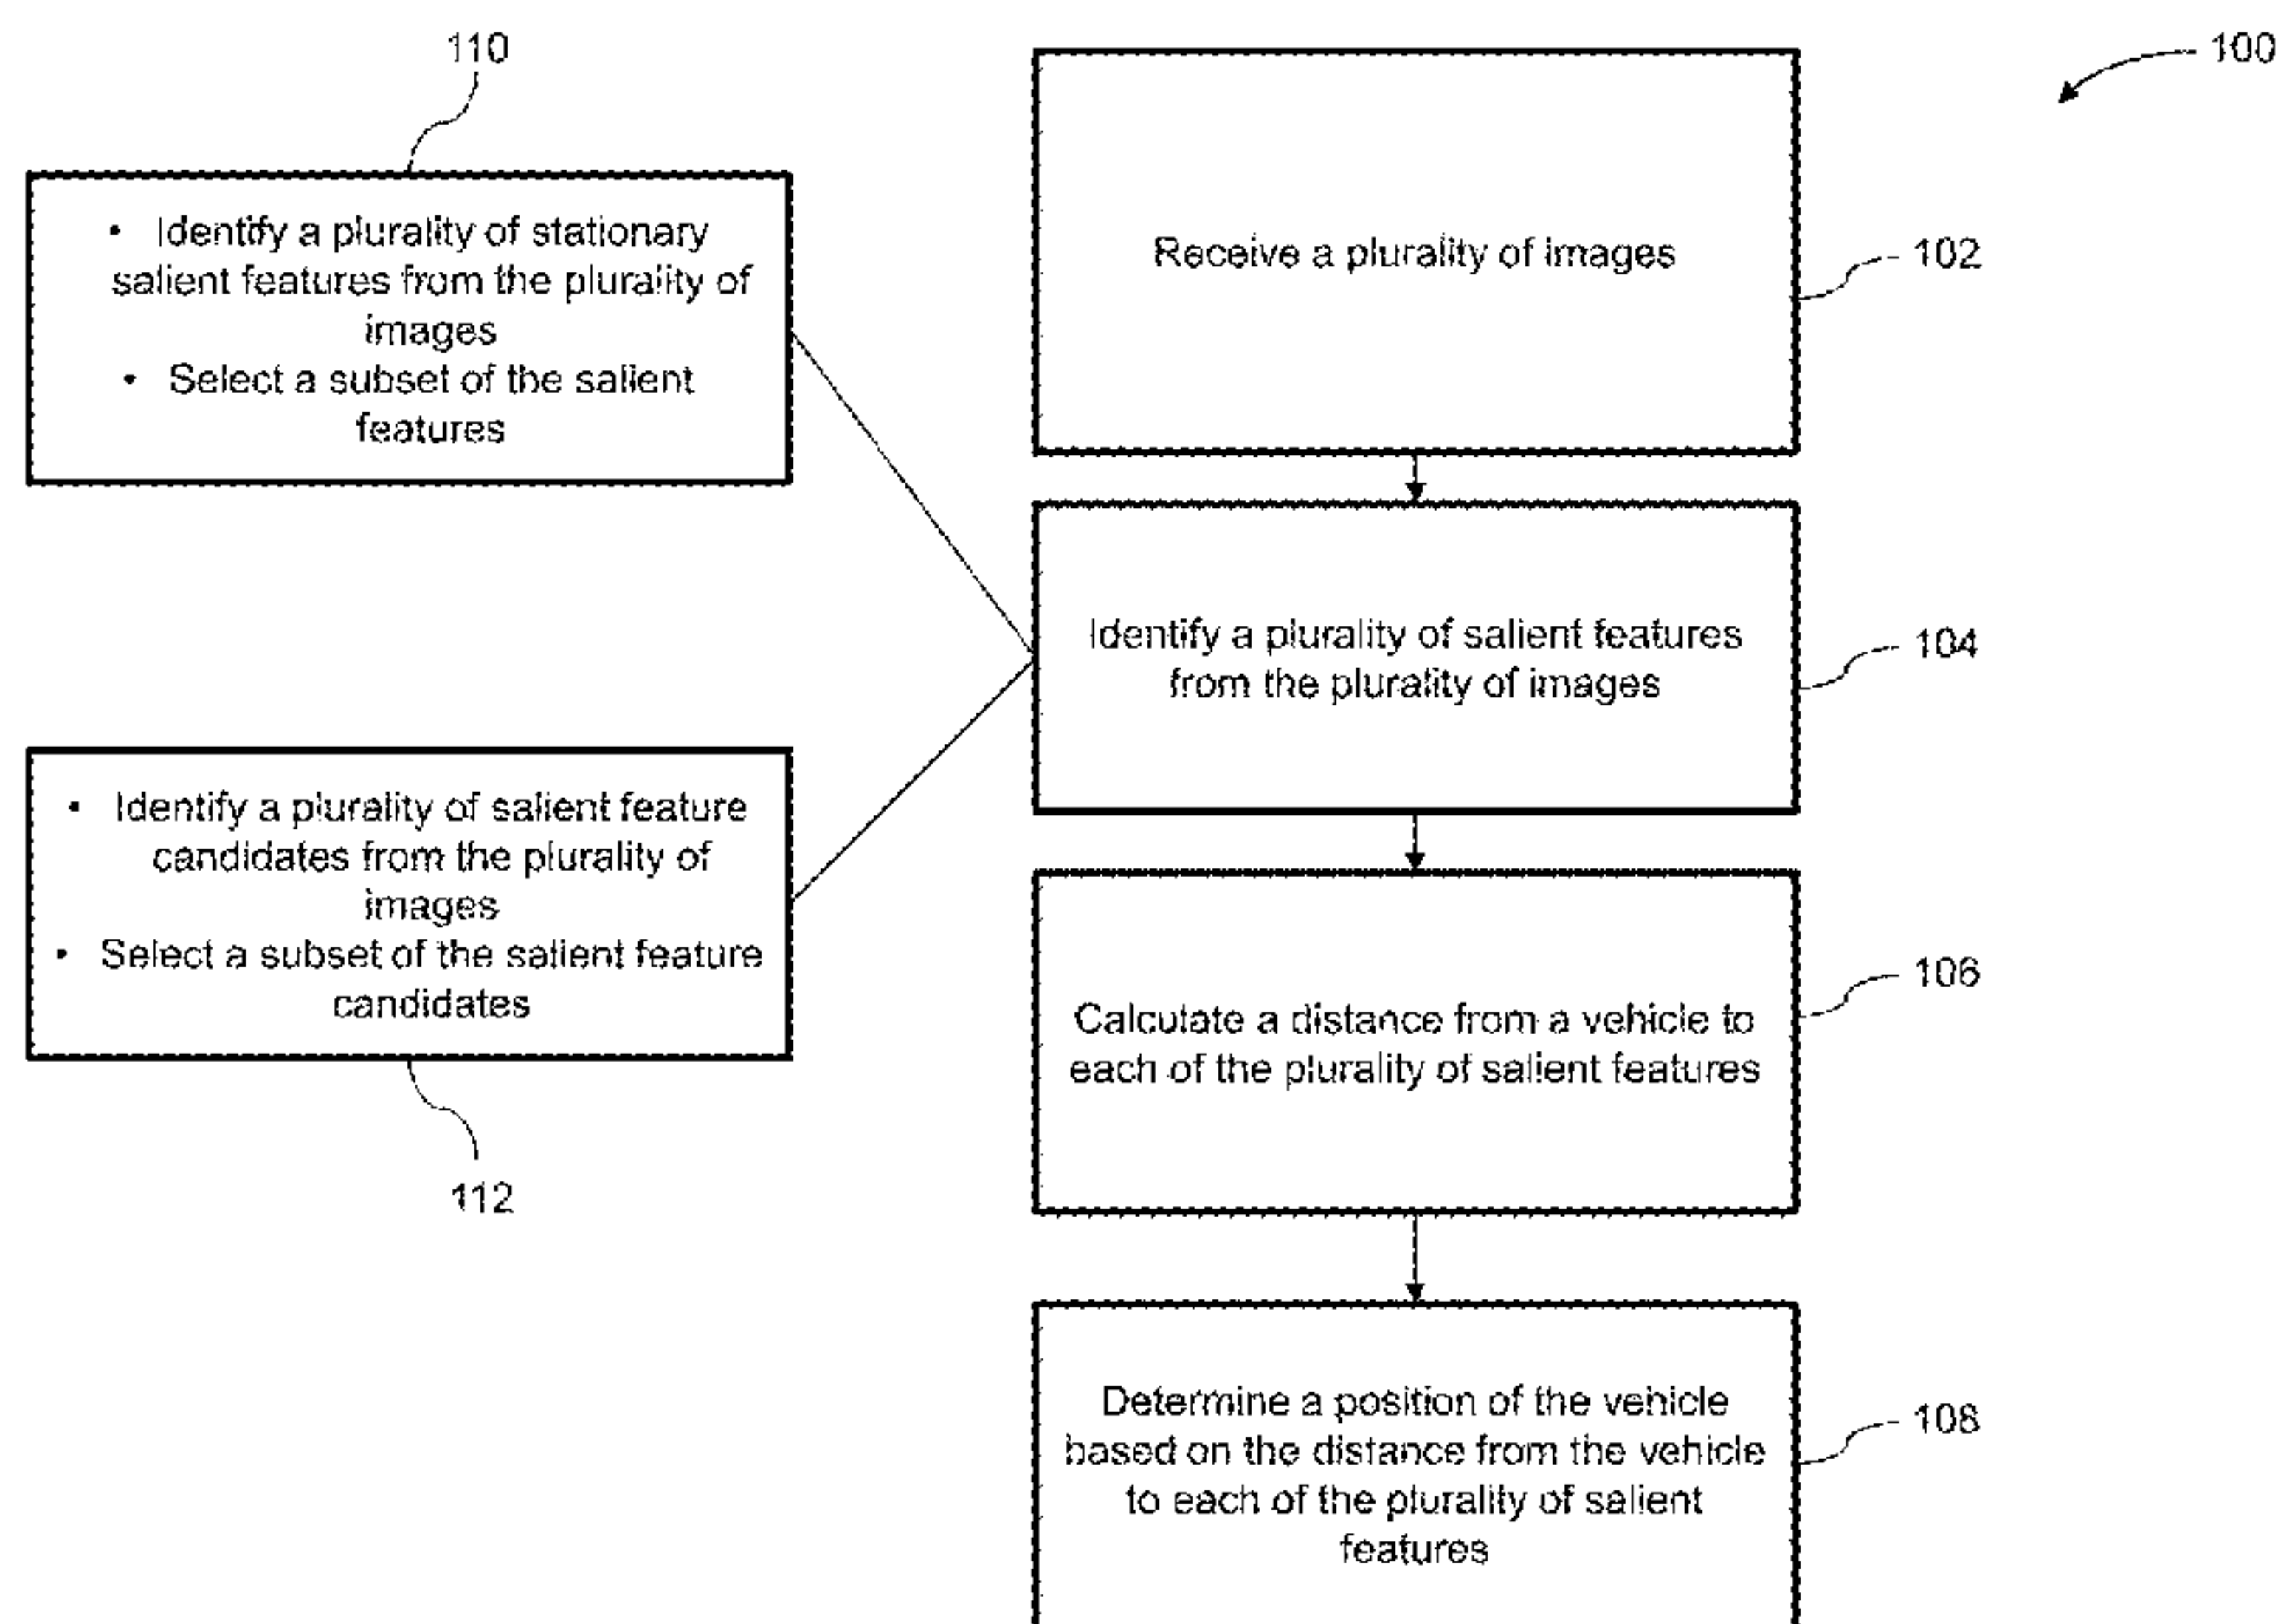 110
100
• Identify a plurality of stationary
salient features from the plurality of
images
• Select a subset of the salient
features
Receive a plurality of images
102
Identify a plurality of salient features
from the plurality of images
104
• Identify a plurality of salient feature
candidates from the plurality of
images
• Select a subset of the salient feature
candidates
112
Calculate a distance from a vehicle to
each of the plurality of salient features
106
Determine a position of the vehicle
based on the distance from the vehicle
to each of the plurality of salient
features
108